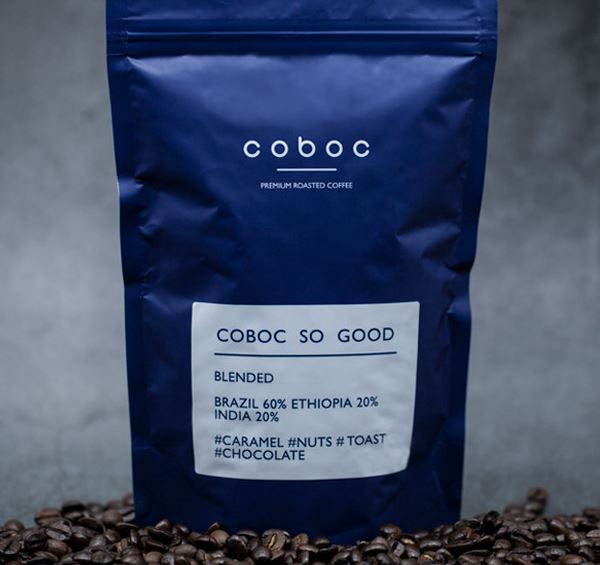 coboc
PREMIUM ROASTED COFFEE
COBOC SO GOOD
BLENDED
BRAZIL 60% ETHIOPIA 20%
INDIA 20%
#CARAMEL #NUTS # TOAST
#CHOCOLATE